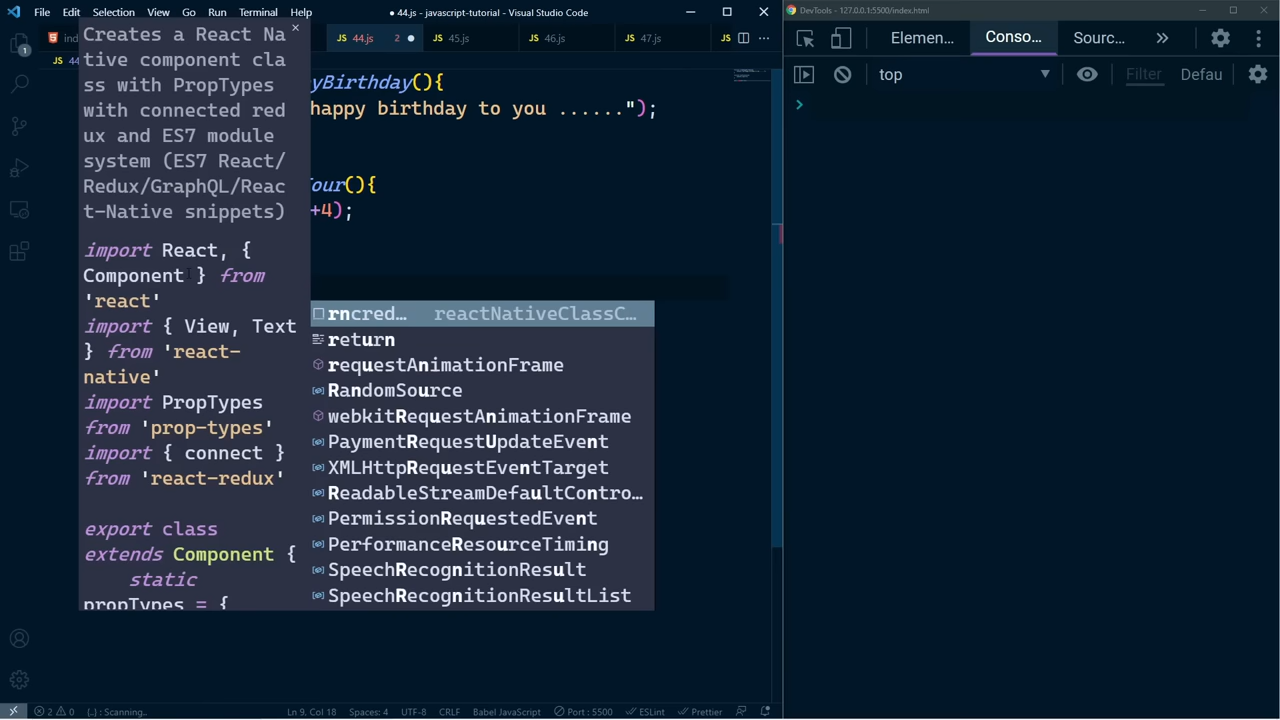 File Edit Selection View Go Run Terminal Help ● 44.js - javascript-tutorial - Visual Studio Code
DevTools - 127.0.0.1:5500/index.html
ind
44.js 2 ● 45.js 46.js 47.js
Elemen... Conso... Sourc...
44
top Filter Defau
1
Creates a React Na
tive component cla
ss with PropTypes
with connected red
ux and ES7 module
system (ES7 React/
Redux/GraphQL/Reac
t-Native snippets)
import React, {
Component } from
'react'
import { View, Text
} from 'react-
native'
import PropTypes
from 'prop-types'
import { connect }
from 'react-redux'
export class
extends Component {
static
propTypes = {
yBirthday(){
happy birthday to you ......");
our(){
+4);
rncred… reactNativeClassC…
return
requestAnimationFrame
RandomSource
webkitRequestAnimationFrame
PaymentRequestUpdateEvent
XMLHttpRequestEventTarget
ReadableStreamDefaultContro…
PermissionRequestedEvent
PerformanceResourceTiming
SpeechRecognitionResult
SpeechRecognitionResultList
2 0 {..} : Scanning.. Ln 9, Col 18 Spaces: 4 UTF-8 CRLF Babel JavaScript Port : 5500 ESLint Prettier